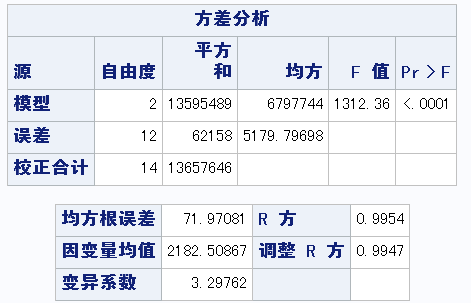 方差分析
源 自由度 平方和 均方 F 值 Pr > F
模型 2 13595489 6797744 1312.36 <.0001
误差 12 62158 5179.79698
校正合计 14 13657646
均方根误差 71.97081 R 方 0.9954
因变量均值 2182.50867 调整 R 方 0.9947
变异系数 3.29762